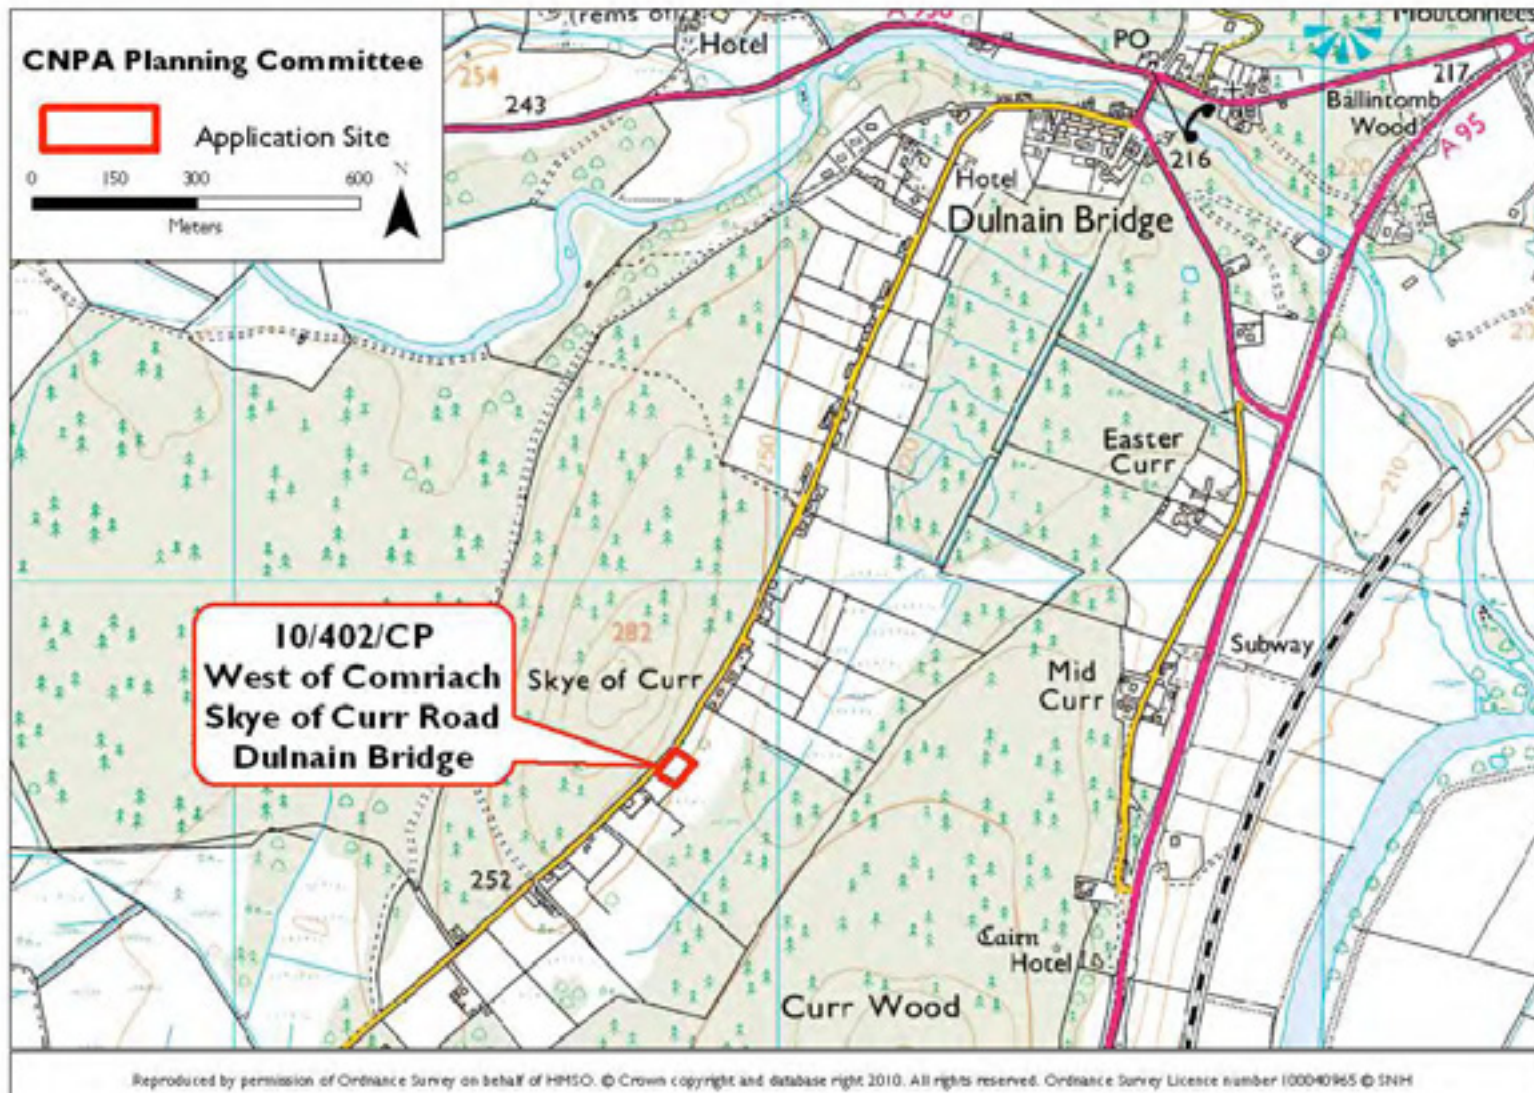 CNPA Planning Committee
Application Site
0 150 300 600
Meters
254
243
Hotel
PO
217
Ballintomb
Wood
A 95
216
220
Hotel
Dulnain Bridge
250
210
Easter
Curr
282
Skye of Curr
Subway
Mid
Curr
10/402/CP
West of Comriach
Skye of Curr Road
Dulnain Bridge
252
Cairn
Hotel
Curr Wood
Reproduced by permission of Ordnance Survey on behalf of HMSO. © Crown copyright and database right 2010. All rights reserved. Ordnance Survey Licence number 100040965 © SNH